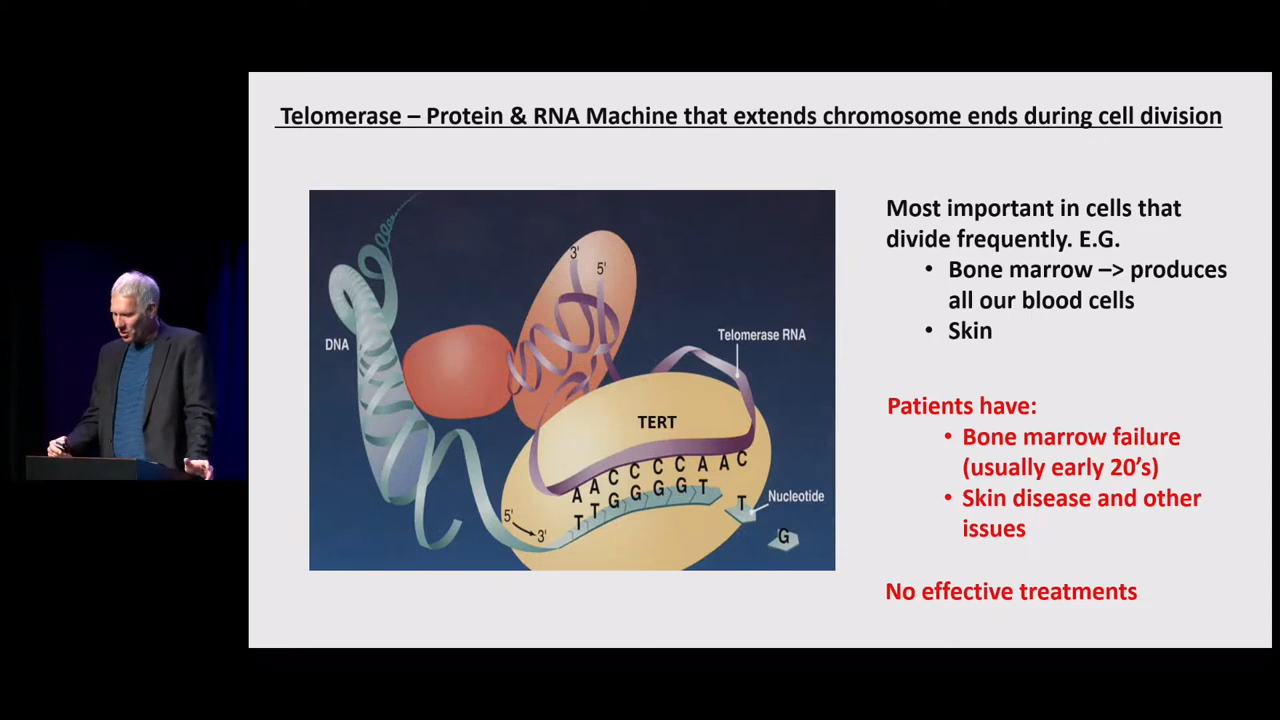 Telomerase – Protein & RNA Machine that extends chromosome ends during cell division
3'
5'
DNA
Telomerase RNA
TERT
A A C C C C A A C
T T G G G G T
T
Nucleotide
G
5'
3'
Most important in cells that
divide frequently. E.G.
• Bone marrow –> produces
all our blood cells
• Skin
Patients have:
• Bone marrow failure
(usually early 20’s)
• Skin disease and other
issues
No effective treatments